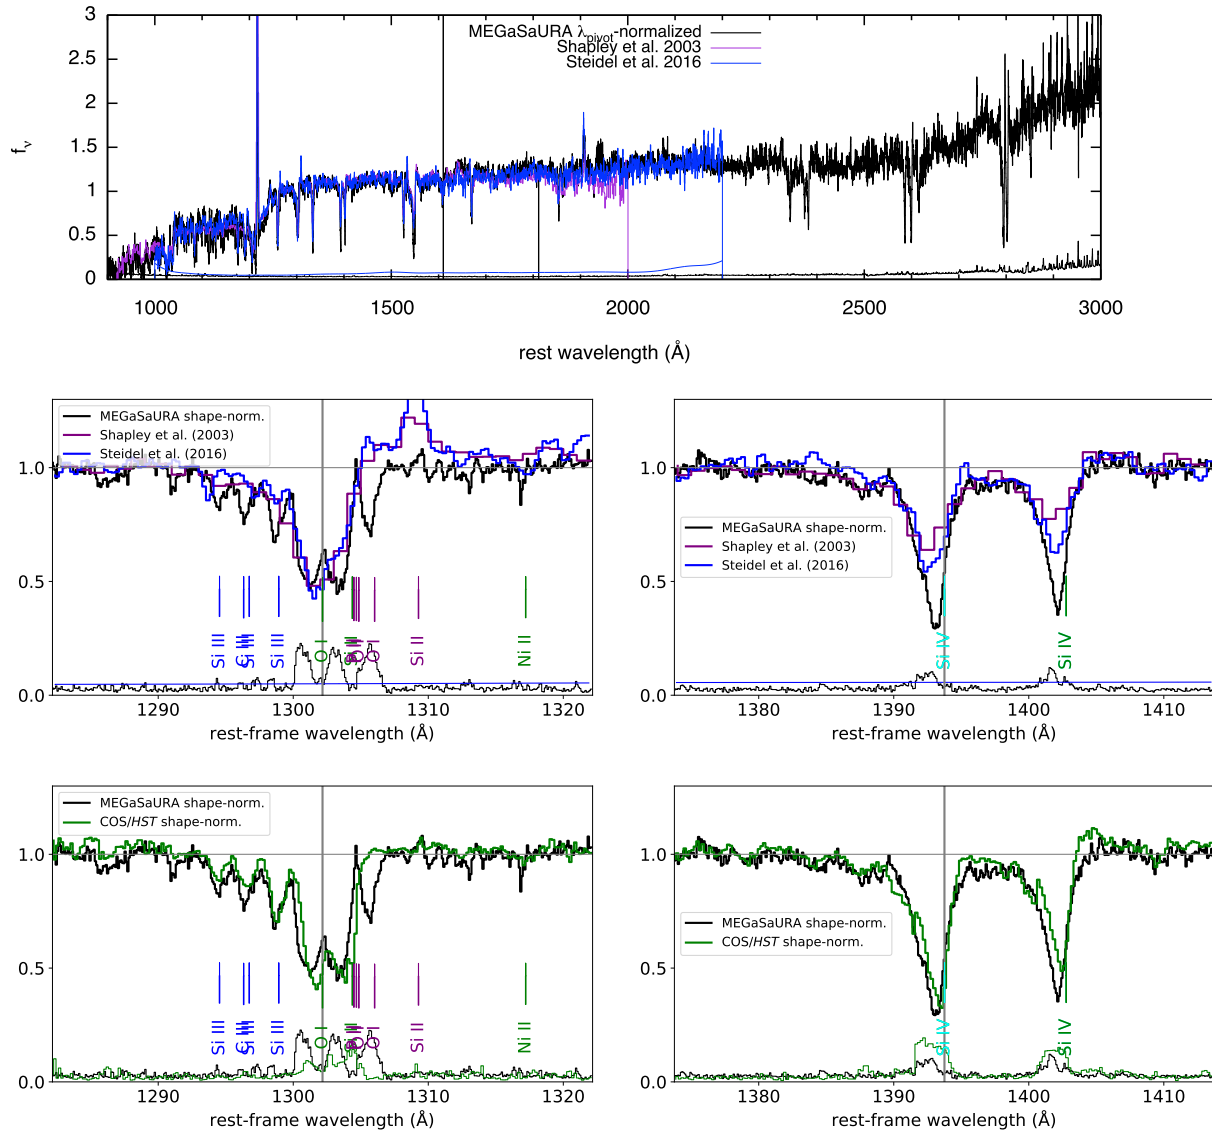 3
2.5
2
1.5
1
0.5
0
fν
MEGaSaURA λpivot-normalized
Shapley et al. 2003
Steidel et al. 2016
1000 1500 2000 2500 3000
rest wavelength (Å)
MEGaSaURA shape-norm.
Shapley et al. (2003)
Steidel et al. (2016)
1.0
0.5
0.0
Si III
Si III
Si III
O I
O I
Si II
Ni II
1290 1300 1310 1320
rest-frame wavelength (Å)
1.0
MEGaSaURA shape-norm.
Shapley et al. (2003)
Steidel et al. (2016)
0.5
0.0
Si IV
Si IV
1380 1390 1400 1410
rest-frame wavelength (Å)
MEGaSaURA shape-norm.
COS/HST shape-norm.
1.0
0.5
0.0
Si III
Si III
Si III
O I
O I
Si II
Ni II
1290 1300 1310 1320
rest-frame wavelength (Å)
1.0
MEGaSaURA shape-norm.
COS/HST shape-norm.
0.5
0.0
Si IV
Si IV
1380 1390 1400 1410
rest-frame wavelength (Å)